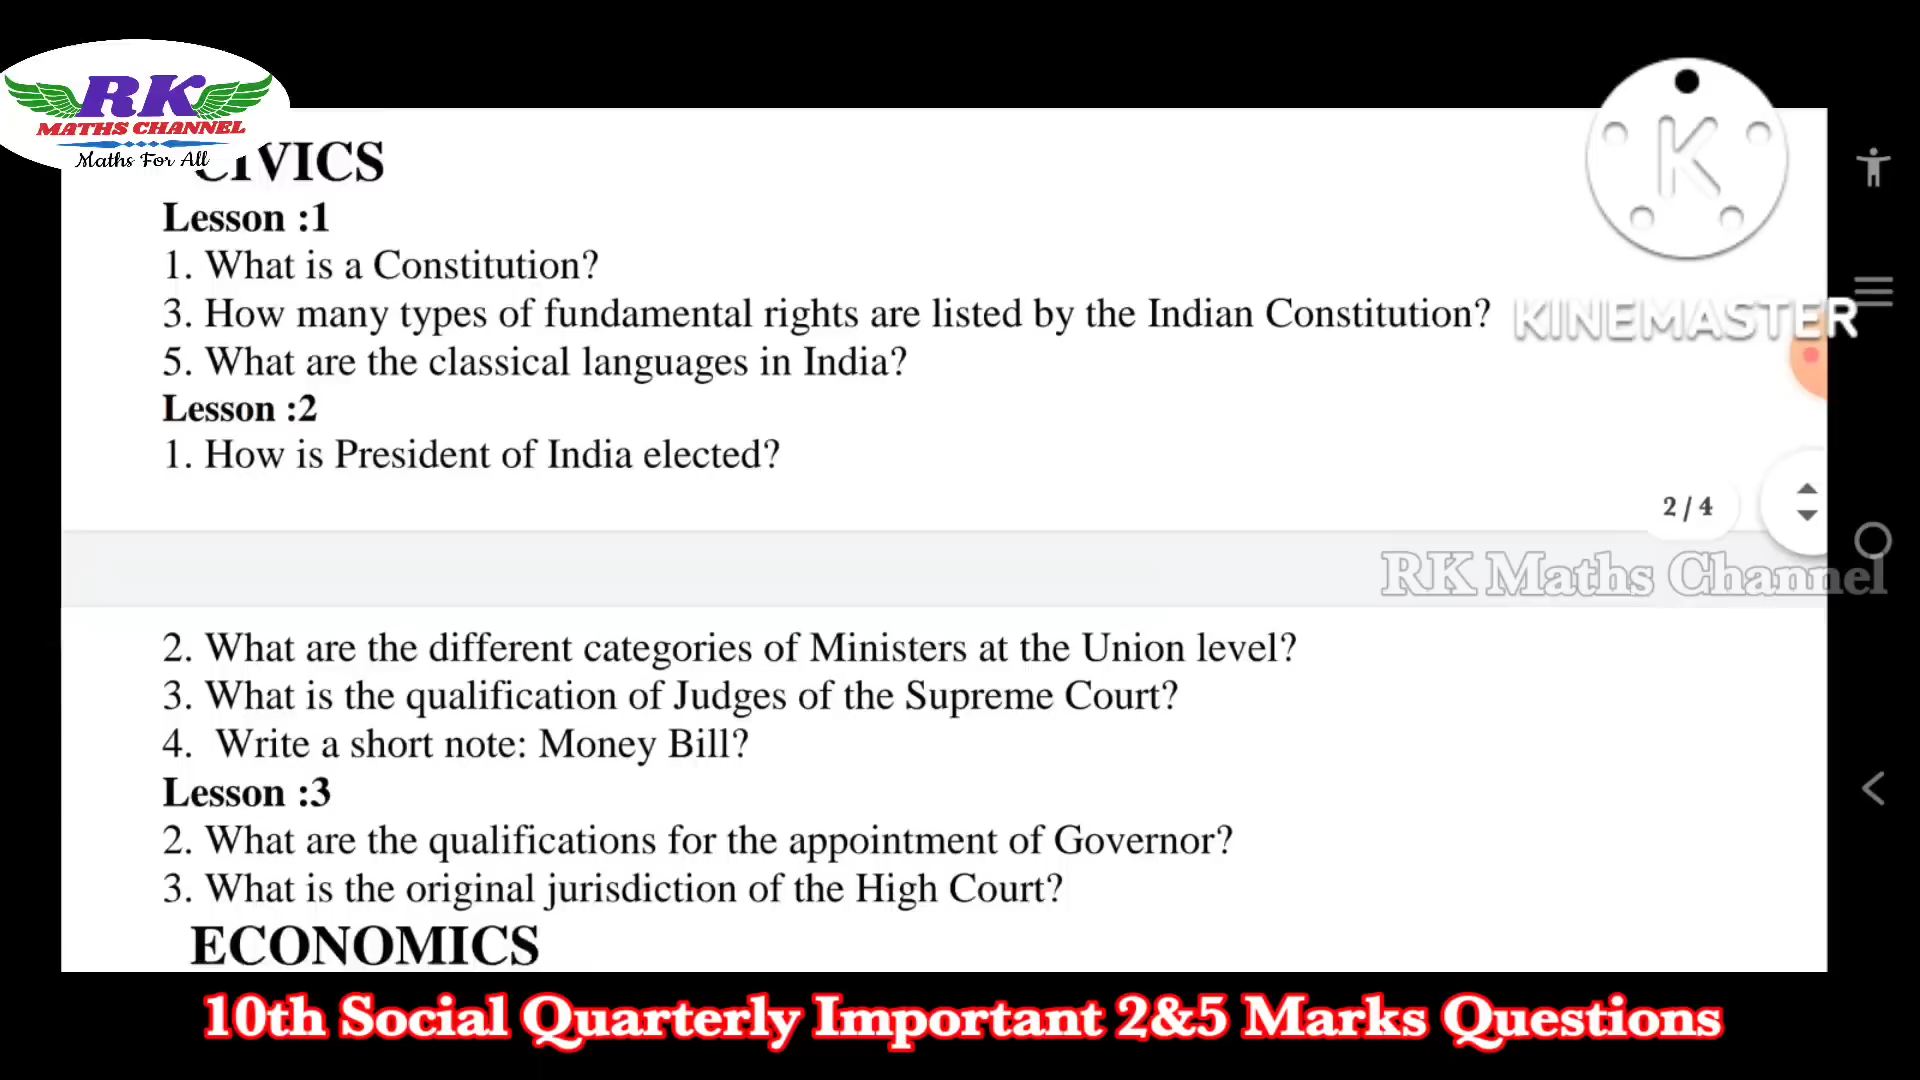 RK
MATHS CHANNEL
Maths For All
CIVICS
Lesson :1
1. What is a Constitution?
3. How many types of fundamental rights are listed by the Indian Constitution?
5. What are the classical languages in India?
Lesson :2
1. How is President of India elected?
K
KINEMASTER
2 / 4
RK Maths Channel
2. What are the different categories of Ministers at the Union level?
3. What is the qualification of Judges of the Supreme Court?
4. Write a short note: Money Bill?
Lesson :3
2. What are the qualifications for the appointment of Governor?
3. What is the original jurisdiction of the High Court?
ECONOMICS
10th Social Quarterly Important 2&5 Marks Questions